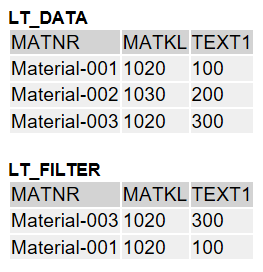 LT_DATA
MATNR MATKL TEXT1
Material-001 1020 100
Material-002 1030 200
Material-003 1020 300
LT_FILTER
MATNR MATKL TEXT1
Material-003 1020 300
Material-001 1020 100